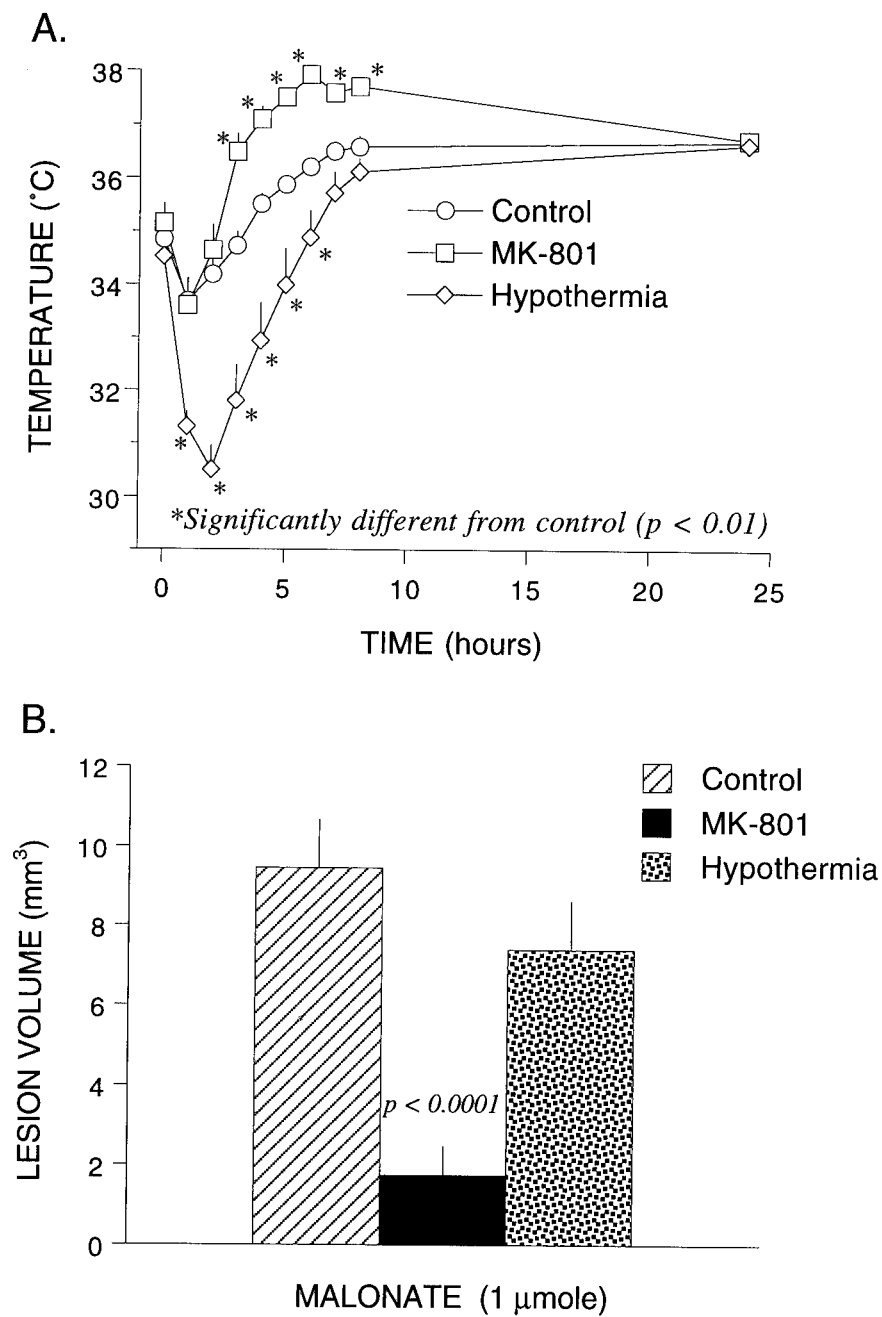 A.
TEMPERATURE (°C)
38
36
34
32
30
* * * * * *
* * * * * *
Control
MK-801
Hypothermia
*Significantly different from control (p < 0.01)
0 5 10 15 20 25
TIME (hours)
B.
LESION VOLUME (mm³)
12
10
8
6
4
2
0
Control
MK-801
Hypothermia
p < 0.0001
MALONATE (1 µmole)